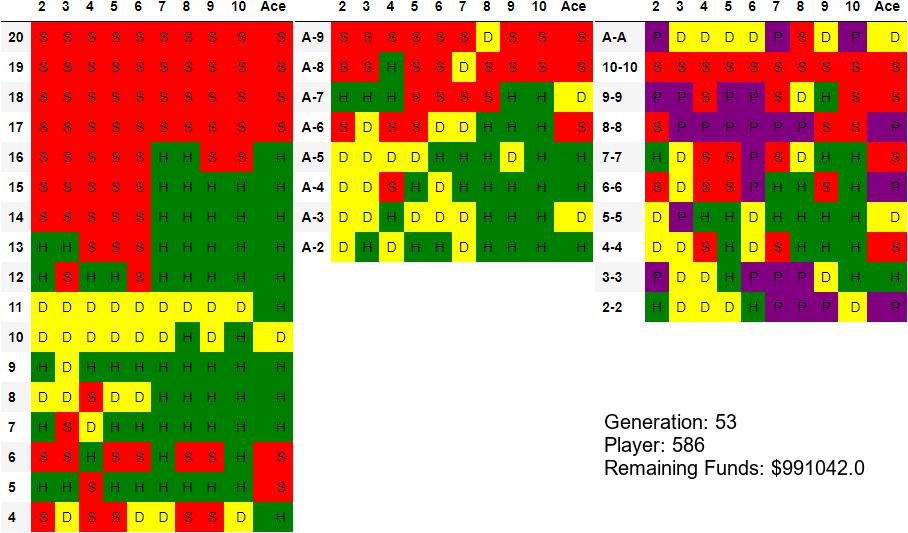 2 3 4 5 6 7 8 9 10 Ace
20 S S S S S S S S S S
19 S S S S S S S S S S
18 S S S S S S S S S S
17 S S S S S S S S S S
16 S S S S S H H S S H
15 S S S S S H H H H H
14 S S S S S H H H H H
13 H H S S S H H H H H
12 H S H H S H H H H H
11 D D D D D D D D D H
10 D D D D D D H D H D
9 H D H H H H H H H H
8 D D S D D H H H H H
7 H S D H H H H H H H
6 S S H S S H S S H S
5 H H S H H H H H H S
4 S D S S D D S S D H
2 3 4 5 6 7 8 9 10 Ace
A-9 S S S S S D S S S
A-8 S S H S S D S S S S
A-7 H H H S S S S H H D
A-6 S D S S D D H H H S
A-5 D D D D H H H D H H
A-4 D D S H D H H H H H
A-3 D D H D D D H H H D
A-2 D H D H H D H H H H
2 3 4 5 6 7 8 9 10 Ace
A-A P D D D D P S D P D
10-10 S S S S S S S S S S
9-9 P P S P P S D H S S
8-8 S P P P P P P S S P
7-7 H D S S P S D H H S
6-6 S D S S P H H S H P
5-5 D P H H D H H H H D
4-4 D D S H D S H H H S
3-3 P D D H P P P D H H
2-2 H D D D H P P P D P
Generation: 53
Player: 586
Remaining Funds: $991042.0